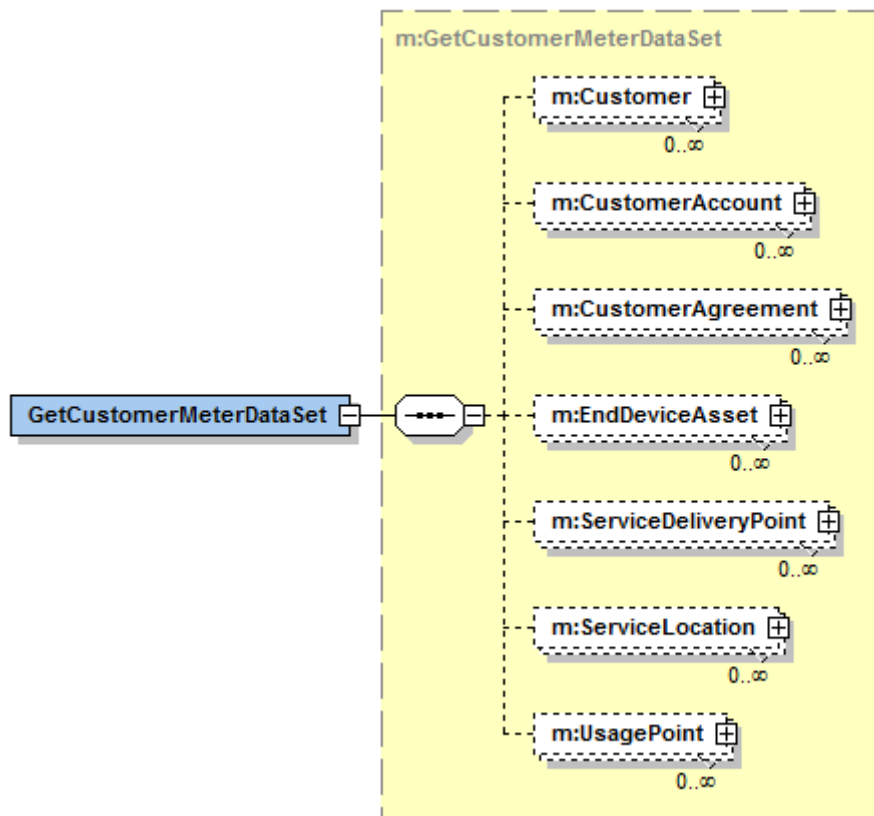 m:GetCustomerMeterDataSet
m:Customer
0..∞
m:CustomerAccount
0..∞
m:CustomerAgreement
0..∞
GetCustomerMeterDataSet
m:EndDeviceAsset
0..∞
m:ServiceDeliveryPoint
0..∞
m:ServiceLocation
0..∞
m:UsagePoint
0..∞